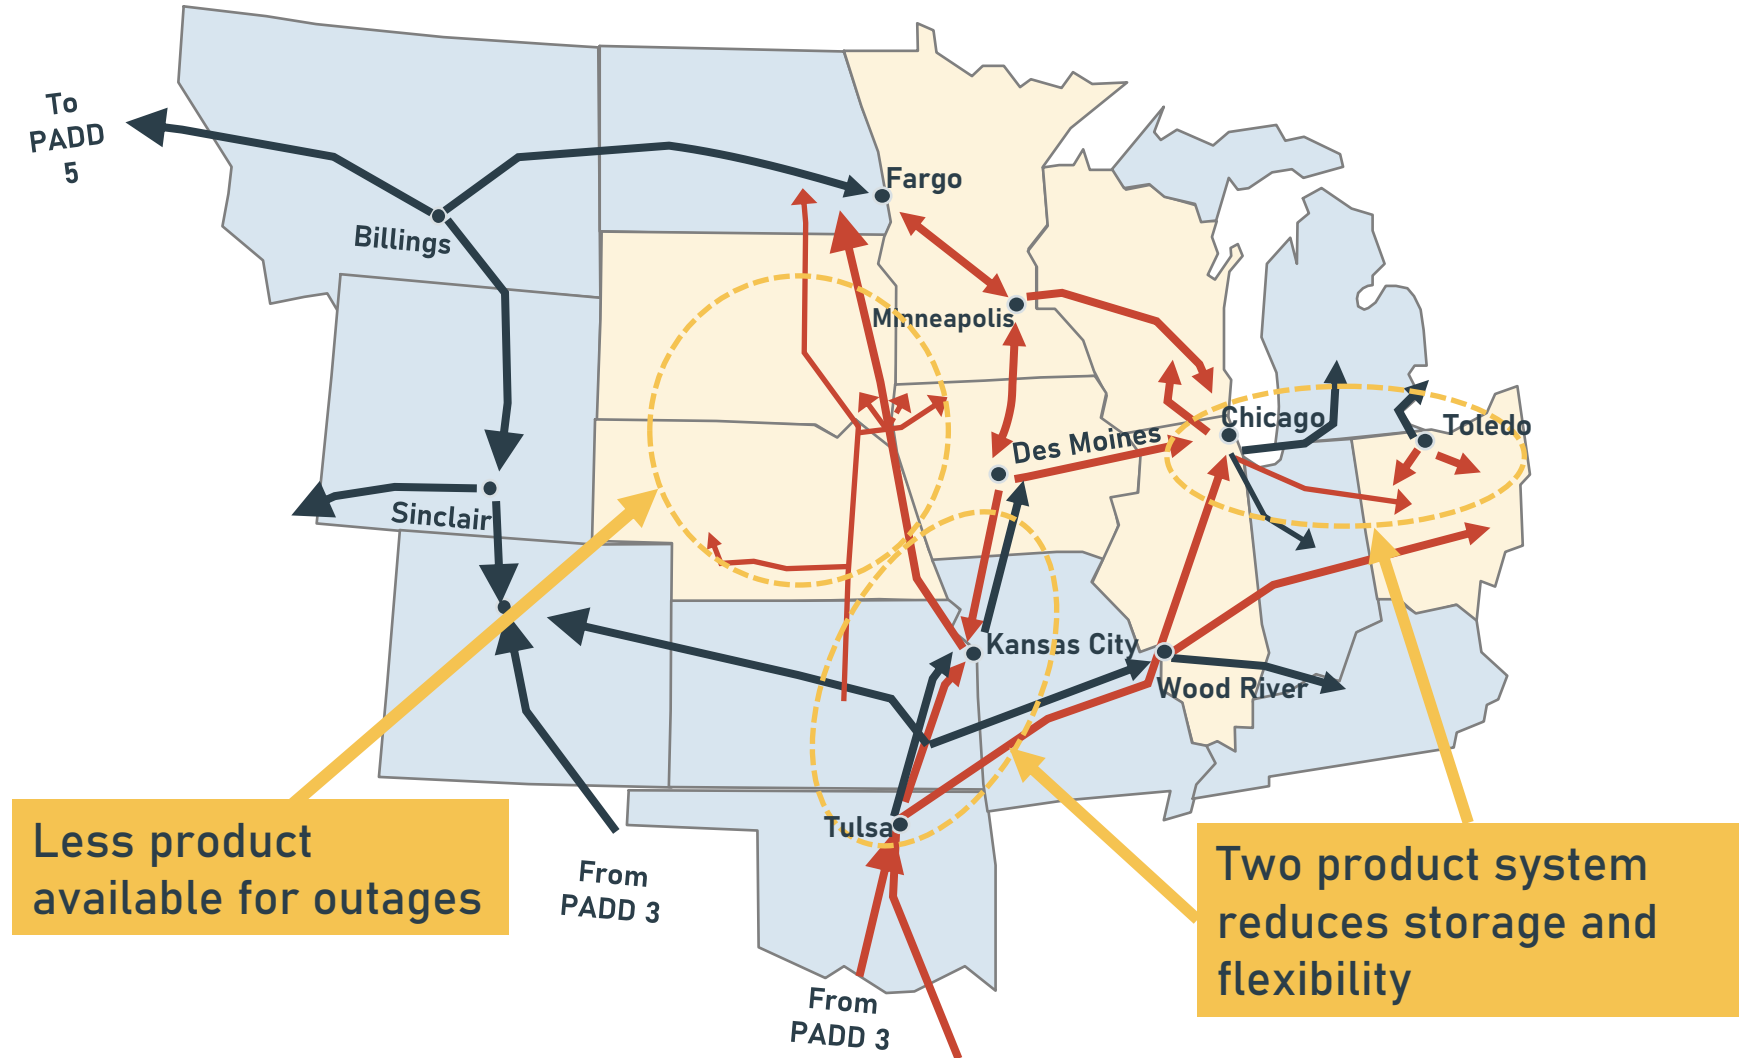 To
PADD
5
Fargo
Billings
Minneapolis
Chicago
Toledo
Des Moines
Sinclair
Kansas City
Wood River
Tulsa
Less product
available for outages
From
PADD 3
Two product system
reduces storage and
flexibility
From
PADD 3